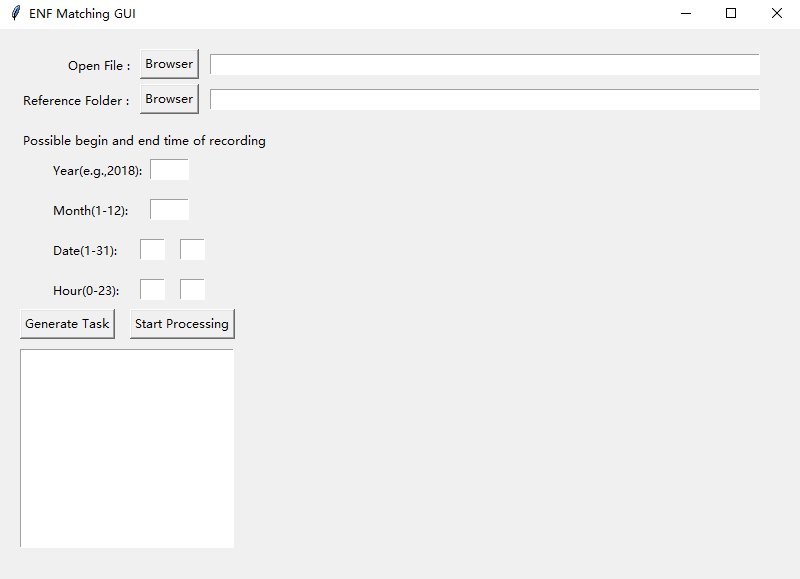 ENF Matching GUI
Open File :
Browser
Reference Folder :
Browser
Possible begin and end time of recording
Year(e.g.,2018):
Month(1-12):
Date(1-31):
Hour(0-23):
Generate Task
Start Processing